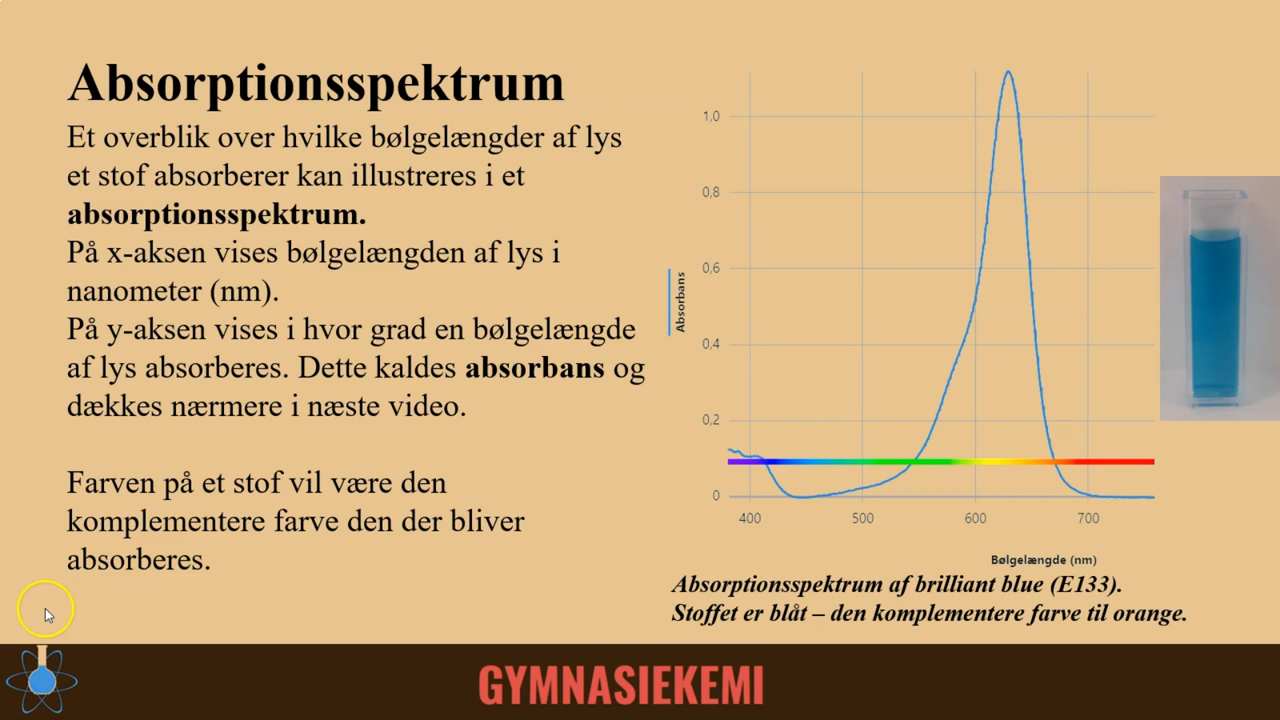 Absorptionsspektrum
Et overblik over hvilke bølgelængder af lys
et stof absorberer kan illustreres i et
absorptionsspektrum.
På x-aksen vises bølgelængden af lys i
nanometer (nm).
På y-aksen vises i hvor grad en bølgelængde
af lys absorberes. Dette kaldes absorbans og
dækkes nærmere i næste video.
Farven på et stof vil være den
komplementere farve den der bliver
absorberes.
1,0
0,8
0,6
0,4
0,2
0
Absorbans
400 500 600 700
Bølgelængde (nm)
Absorptionsspektrum af brilliant blue (E133).
Stoffet er blåt – den komplementere farve til orange.
GYMNASIEKEMI